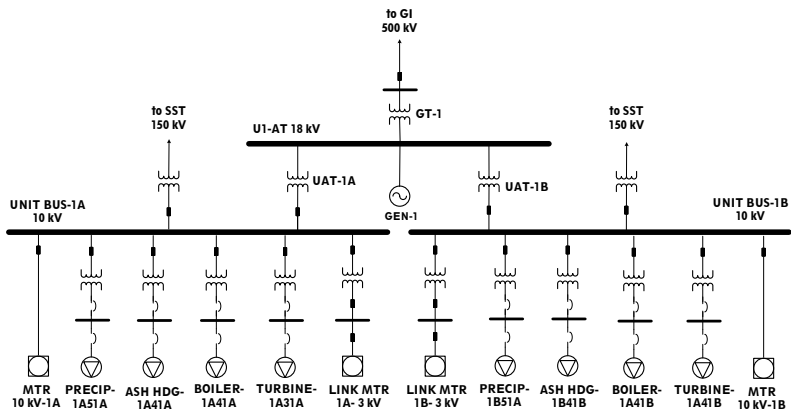 to GI
500 kV
GT-1
to SST
150 kV
U1-AT 18 kV
to SST
150 kV
UAT-1A
UAT-1B
GEN-1
UNIT BUS-1A
10 kV
UNIT BUS-1B
10 kV
MTR
10 kV-1A
PRECIP-
1A51A
ASH HDG-
1A41A
BOILER-
1A41A
TURBINE-
1A31A
LINK MTR
1A- 3 kV
LINK MTR
1B- 3 kV
PRECIP-
1B51A
ASH HDG-
1B41B
BOILER-
1A41B
TURBINE-
1A41B
MTR
10 kV-1B